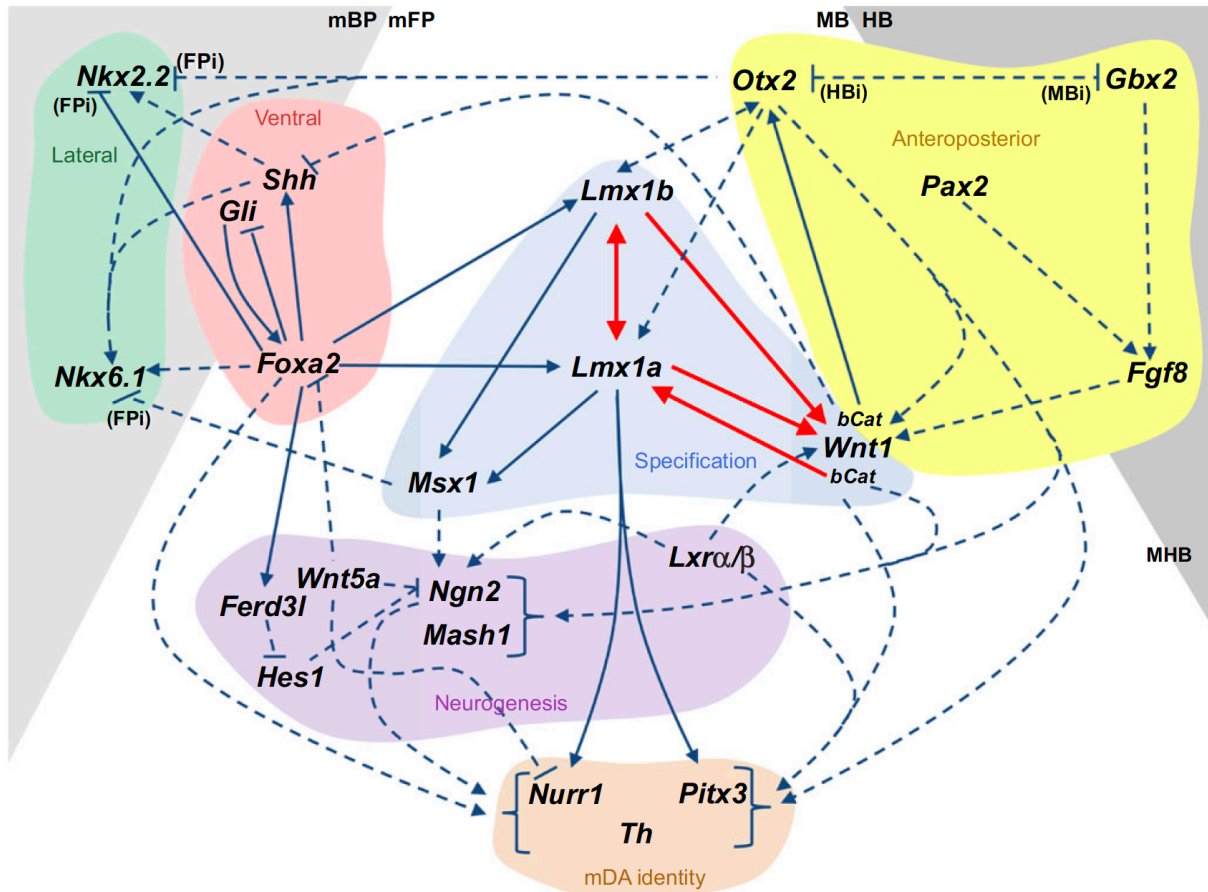 mBP mFP
MB HB
Nkx2.2
(FPi)
(FPi)
Otx2
(HBi)
(MBi)
Gbx2
Ventral
Lateral
Anteroposterior
Shh
Gli
Lmx1b
Pax2
Foxa2
Lmx1a
Nkx6.1
(FPi)
Fgf8
bCat
Wnt1
bCat
Specification
Msx1
Lxrα/β
MHB
Wnt5a
Ngn2
Ferd3l
Mash1
Hes1
Neurogenesis
Nurr1
Pitx3
Th
mDA identity